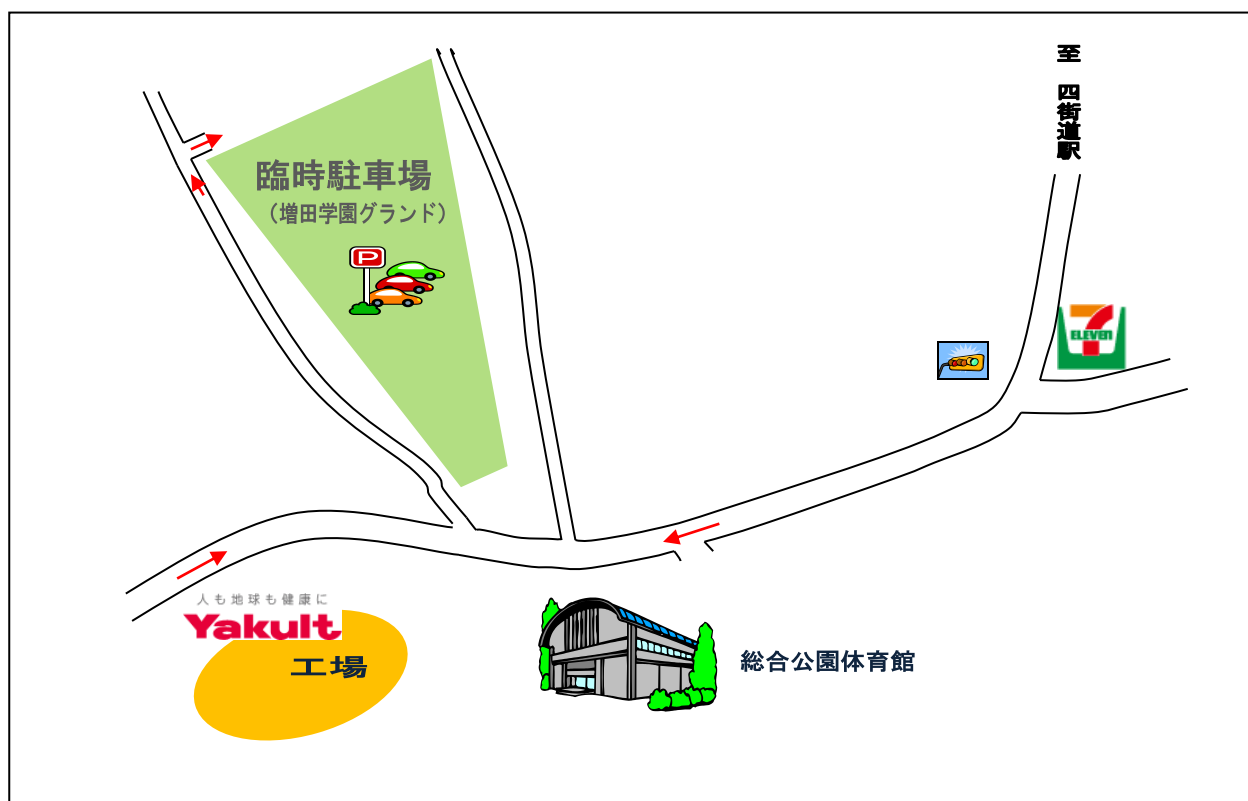 至 四街道駅
臨時駐車場
（増田学園グランド）
P
7
ELEVEn
人も地球も健康に
Yakult
工場
総合公園体育館